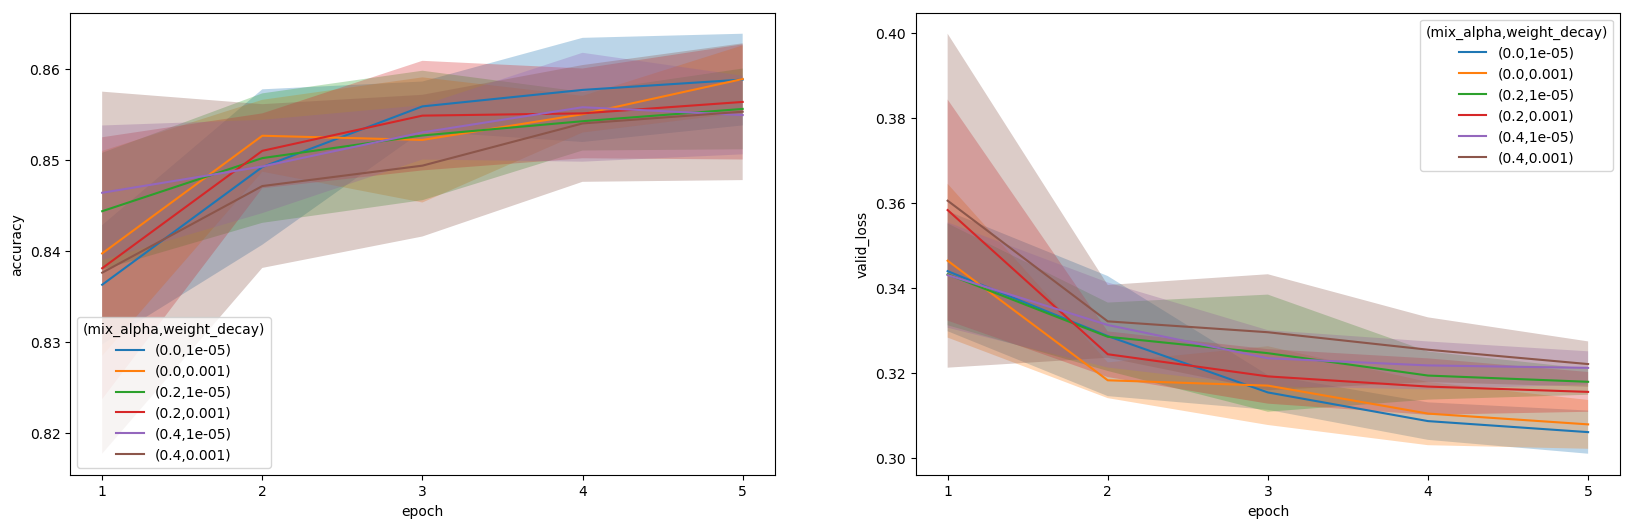 0.86
0.85
0.84
0.83
0.82
accuracy
(mix_alpha,weight_decay)
(0.0,1e-05)
(0.0,0.001)
(0.2,1e-05)
(0.2,0.001)
(0.4,1e-05)
(0.4,0.001)
1 2 3 4 5
epoch
0.40
0.38
0.36
0.34
0.32
0.30
valid_loss
(mix_alpha,weight_decay)
(0.0,1e-05)
(0.0,0.001)
(0.2,1e-05)
(0.2,0.001)
(0.4,1e-05)
(0.4,0.001)
1 2 3 4 5
epoch